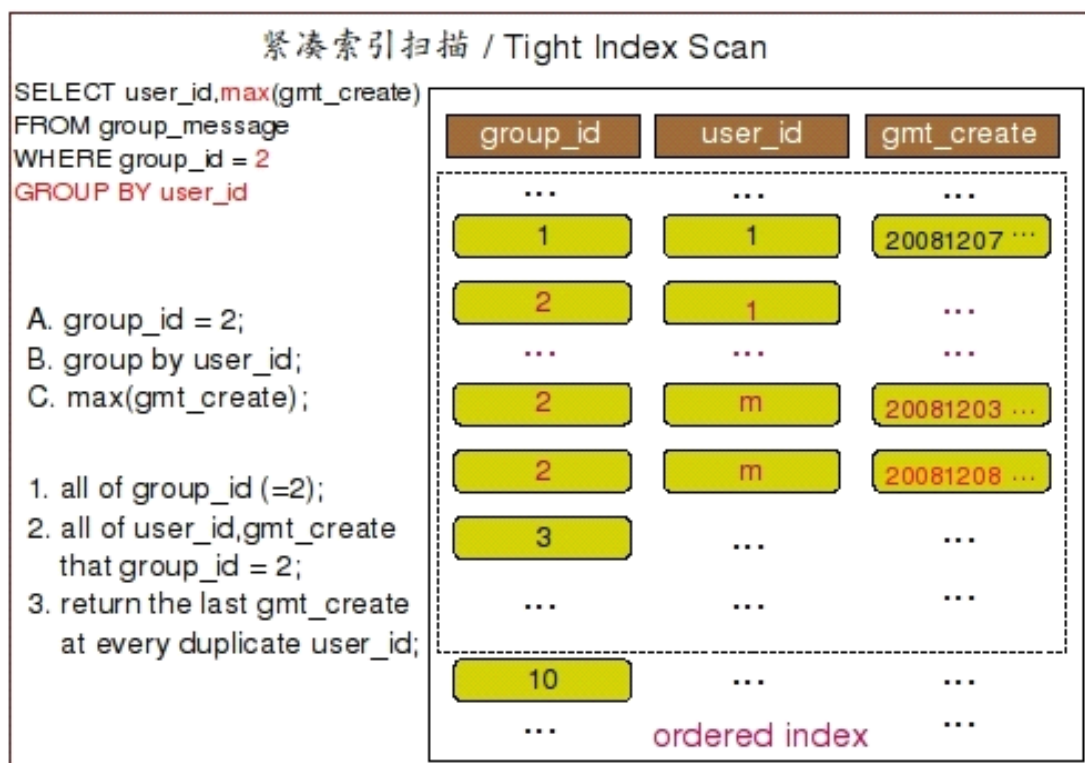 紧凑索引扫描 / Tight Index Scan
SELECT user_id,max(gmt_create)
FROM group_message
WHERE group_id = 2
GROUP BY user_id
A. group_id = 2;
B. group by user_id;
C. max(gmt_create) ;
1. all of group_id (=2);
2. all of user_id,gmt_create
that group_id = 2;
3. return the last gmt_create
at every duplicate user_id;
group_id user_id gmt_create
... ... ...
1 1 20081207 ...
2 1 ...
... ... ...
2 m 20081203 ...
2 m 20081208 ...
3 ... ...
... ... ...
10 ... ...
... ordered index ...